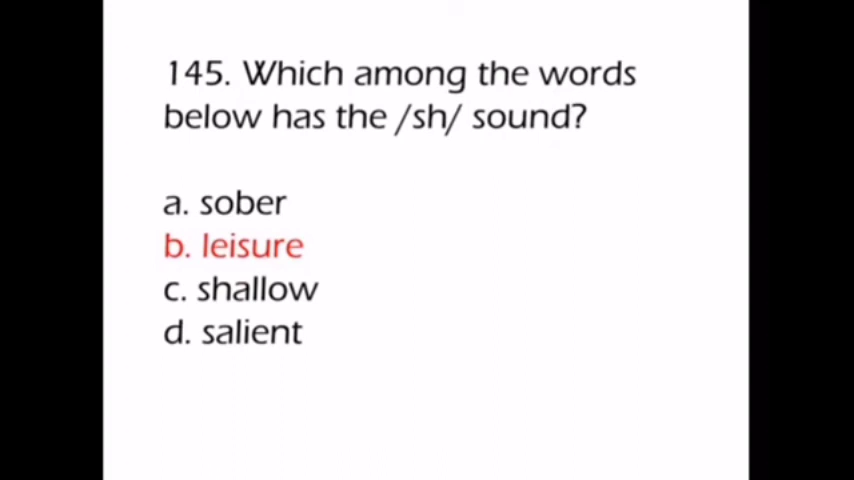 145. Which among the words
below has the /sh/ sound?
a. sober
b. leisure
c. shallow
d. salient